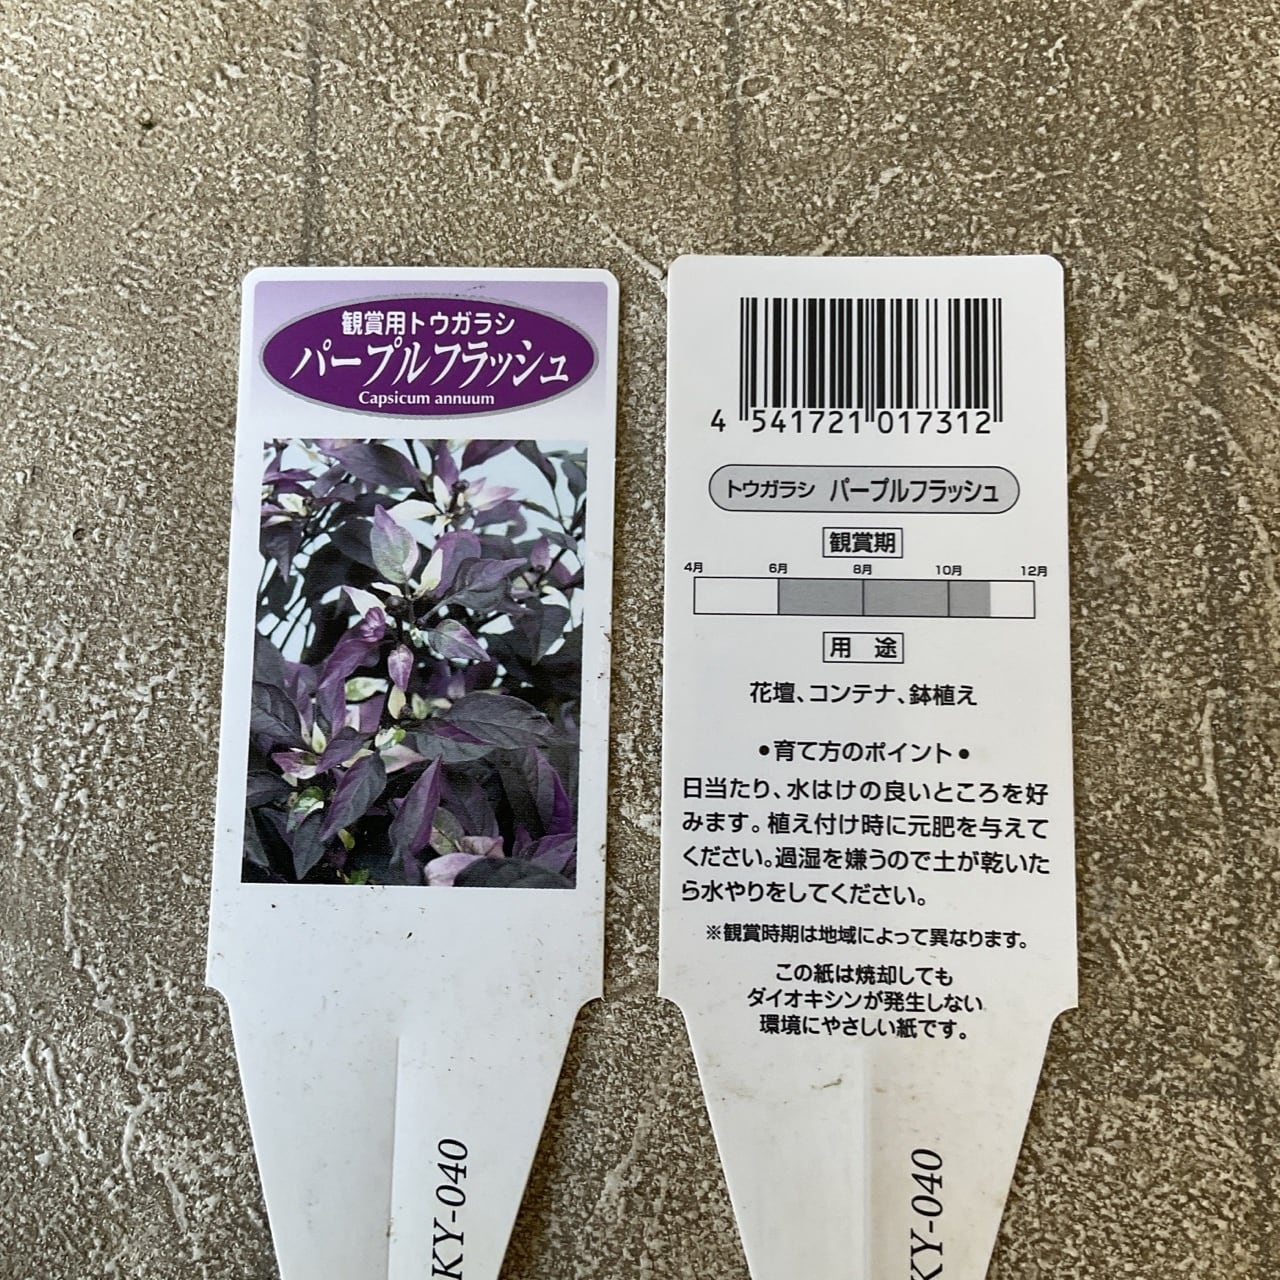 観賞用トウガラシ
パープルフラッシュ
Capsicum annuum
KY-040
4 541721 017312
トウガラシ パープルフラッシュ
観賞期
4月 6月 8月 10月 12月
用 途
花壇、コンテナ、鉢植え
●育て方のポイント●
日当たり、水はけの良いところを好
みます。植え付け時に元肥を与えて
ください。過湿を嫌うので土が乾いた
ら水やりをしてください。
※観賞時期は地域によって異なります。
この紙は焼却しても
ダイオキシンが発生しない
環境にやさしい紙です。
KY-040